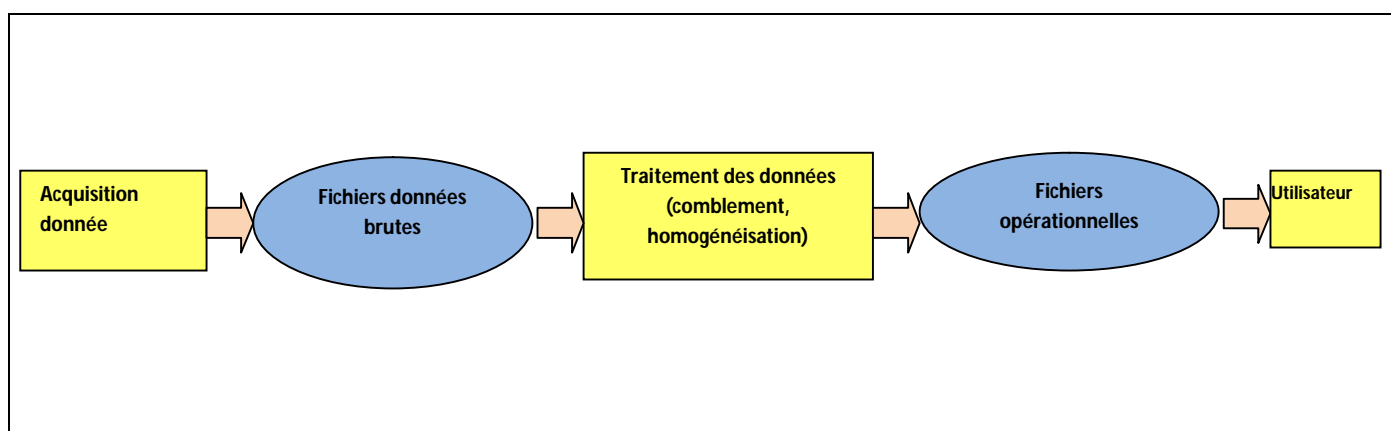 Acquisition
donnée
Fichiers données
brutes
Traitement des données
(comblement,
homogénéisation)
Fichiers
opérationnelles
Utilisateur